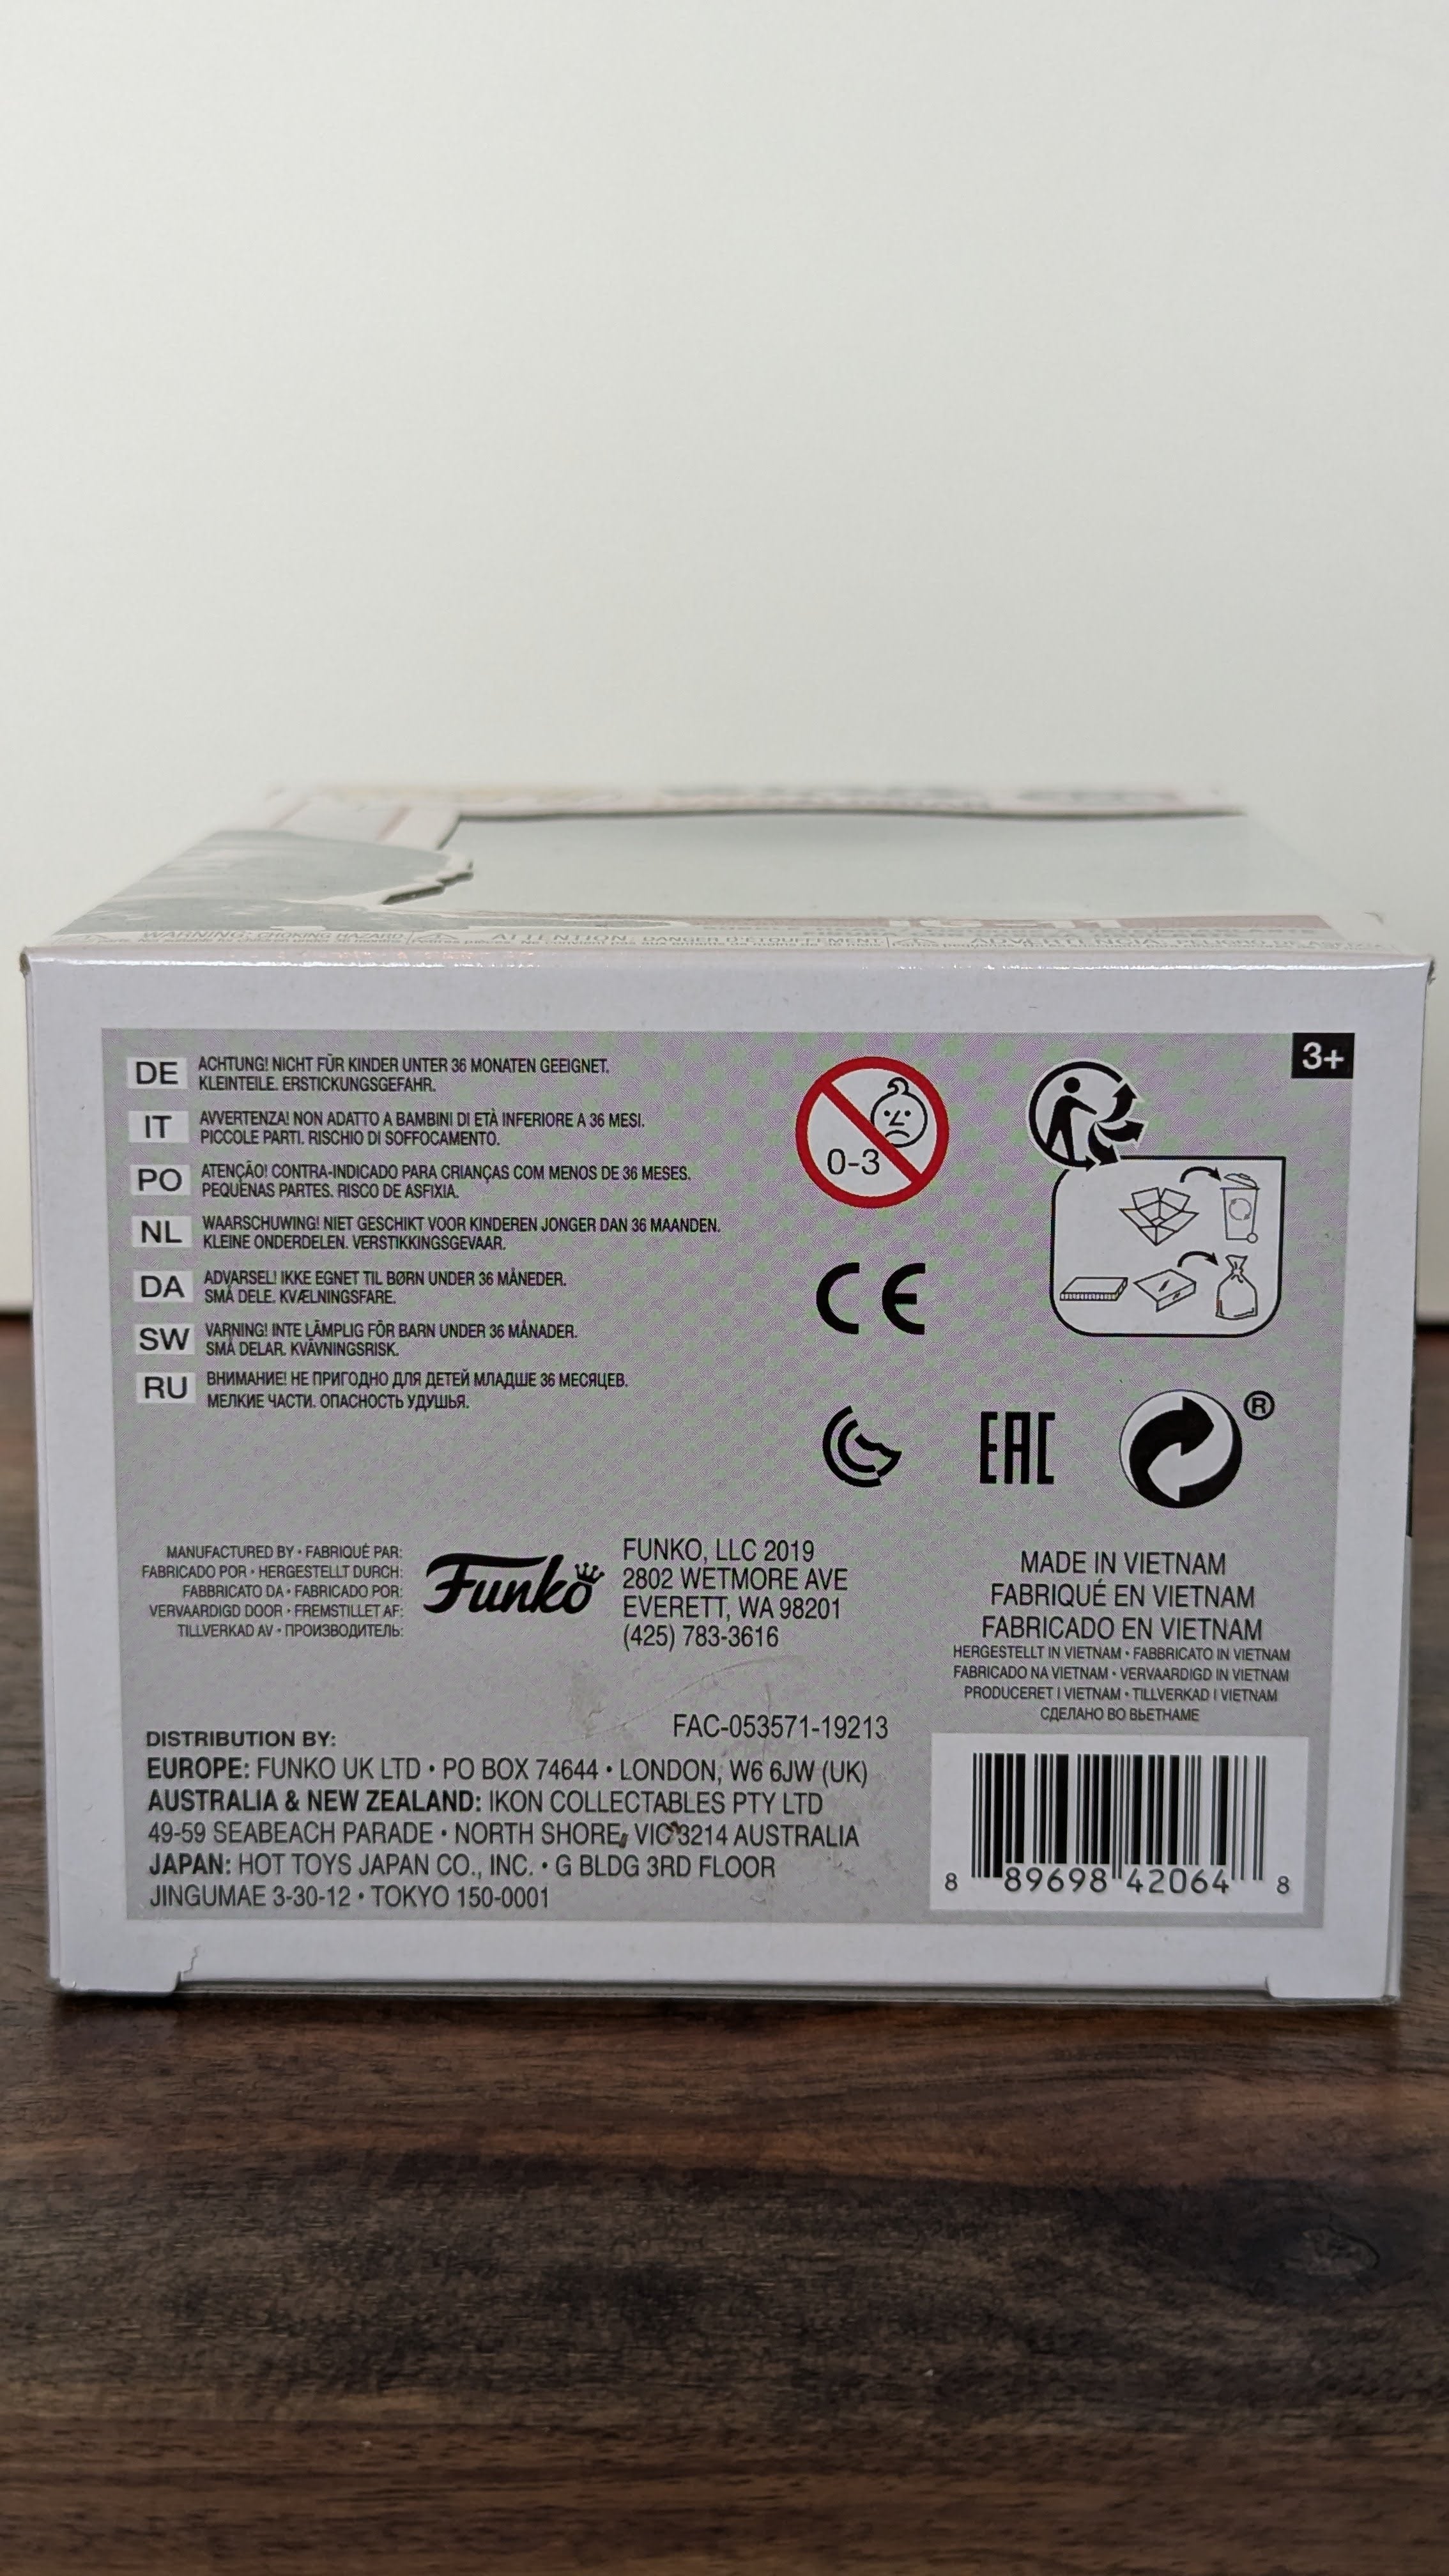 WARNING: CHOKING HAZARD
ATTENTION: DANGER D'ÉTOUFFEMENT
ADVERTENCIA: PELIGRO DE ASFIXIA
3+
DE ACHTUNG! NICHT FÜR KINDER UNTER 36 MONATEN GEEIGNET.
KLEINTEILE. ERSTICKUNGSGEFAHR.
IT AVVERTENZA! NON ADATTO A BAMBINI DI ETÀ INFERIORE A 36 MESI.
PICCOLE PARTI. RISCHIO DI SOFFOCAMENTO.
PO ATENÇÃO! CONTRA-INDICADO PARA CRIANÇAS COM MENOS DE 36 MESES.
PEQUENAS PARTES. RISCO DE ASFIXIA.
NL WAARSCHUWING! NIET GESCHIKT VOOR KINDEREN JONGER DAN 36 MAANDEN.
KLEINE ONDERDELEN. VERSTIKKINGSGEVAAR.
DA ADVARSEL! IKKE EGNET TIL BØRN UNDER 36 MÅNEDER.
SMÅ DELE. KVÆLNINGSFARE.
SW VARNING! INTE LÄMPLIG FÖR BARN UNDER 36 MÅNADER.
SMÅ DELAR. KVÄVNINGSRISK.
RU ВНИМАНИЕ! НЕ ПРИГОДНО ДЛЯ ДЕТЕЙ МЛАДШЕ 36 МЕСЯЦЕВ.
МЕЛКИЕ ЧАСТИ. ОПАСНОСТЬ УДУШЬЯ.
0-3
CE
EAC
®
MANUFACTURED BY • FABRIQUÉ PAR:
FABRICADO POR • HERGESTELLT DURCH:
FABBRICATO DA • FABRICADO POR:
VERVAARDIGD DOOR • FREMSTILLET AF:
TILLVERKAD AV • ПРОИЗВОДИТЕЛЬ:
Funko
FUNKO, LLC 2019
2802 WETMORE AVE
EVERETT, WA 98201
(425) 783-3616
MADE IN VIETNAM
FABRIQUÉ EN VIETNAM
FABRICADO EN VIETNAM
HERGESTELLT IN VIETNAM • FABBRICATO IN VIETNAM
FABRICADO NA VIETNAM • VERVAARDIGD IN VIETNAM
PRODUCERET I VIETNAM • TILLVERKAD I VIETNAM
СДЕЛАНО ВО ВЬЕТНАМЕ
FAC-053571-19213
DISTRIBUTION BY:
EUROPE: FUNKO UK LTD • PO BOX 74644 • LONDON, W6 6JW (UK)
AUSTRALIA & NEW ZEALAND: IKON COLLECTABLES PTY LTD
49-59 SEABEACH PARADE • NORTH SHORE, VIC 3214 AUSTRALIA
JAPAN: HOT TOYS JAPAN CO., INC. • G BLDG 3RD FLOOR
JINGUMAE 3-30-12 • TOKYO 150-0001
8 89698 42064 8